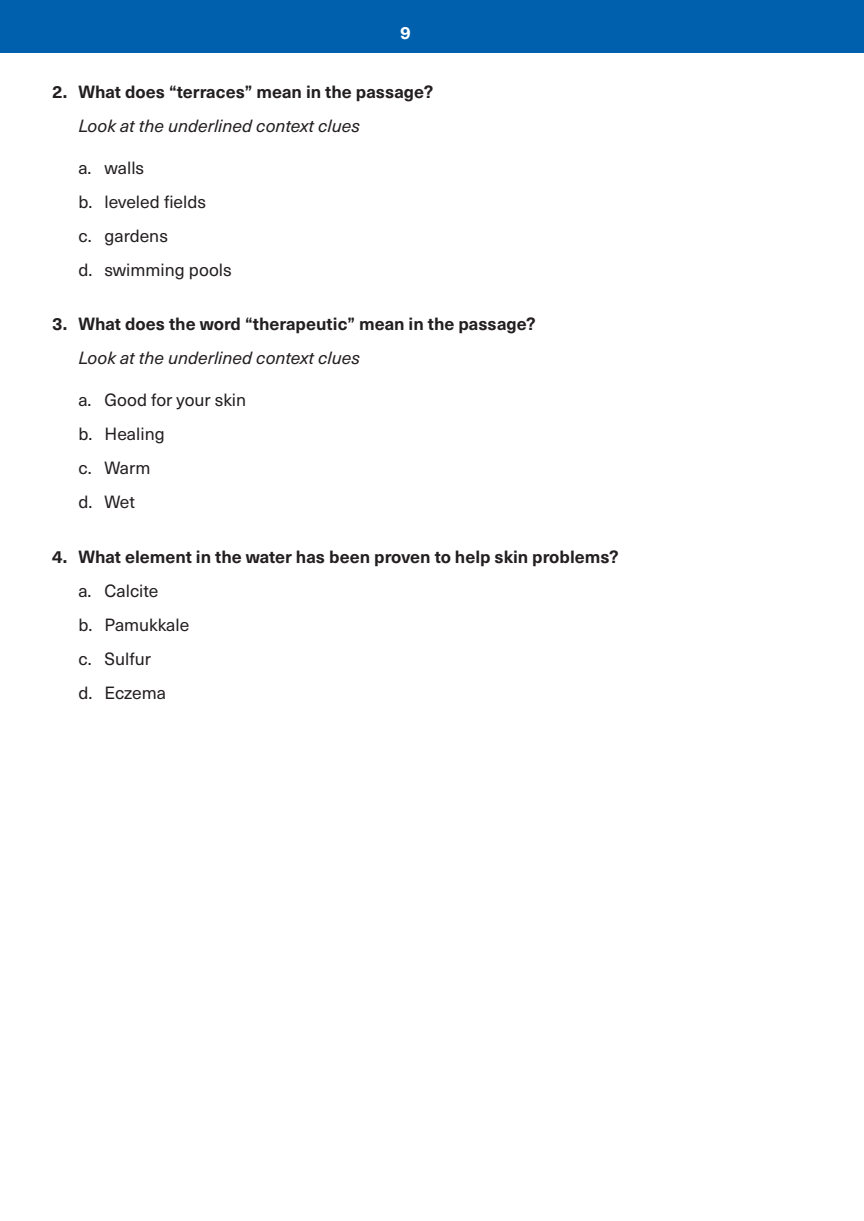 9
2. What does “terraces” mean in the passage?
Look at the underlined context clues
a. walls
b. leveled fields
c. gardens
d. swimming pools
3. What does the word “therapeutic” mean in the passage?
Look at the underlined context clues
a. Good for your skin
b. Healing
c. Warm
d. Wet
4. What element in the water has been proven to help skin problems?
a. Calcite
b. Pamukkale
c. Sulfur
d. Eczema